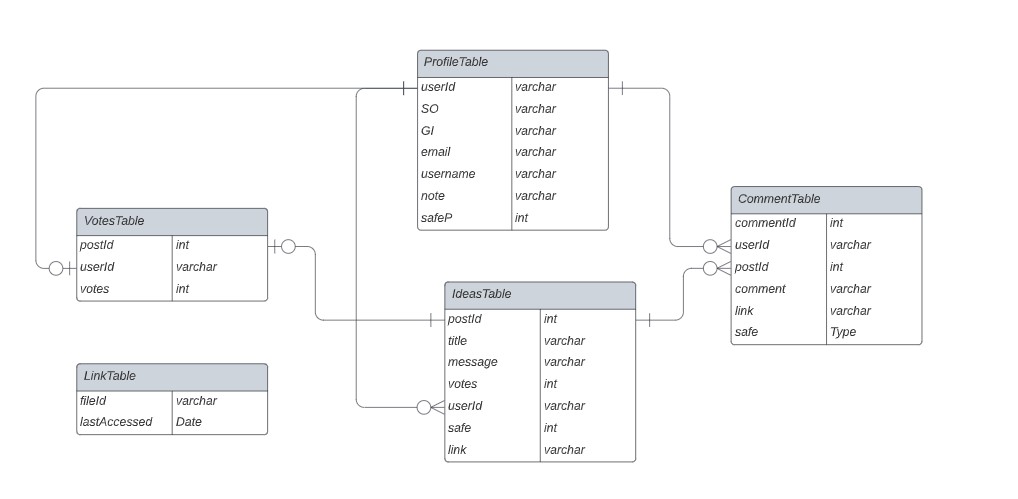 ProfileTable
userId varchar
SO varchar
GI varchar
email varchar
username varchar
note varchar
safeP int
CommentTable
commentId int
userId varchar
postId int
comment varchar
link varchar
safe Type
VotesTable
postId int
userId varchar
votes int
IdeasTable
postId int
title varchar
message varchar
votes int
userId varchar
safe int
link varchar
LinkTable
fileId varchar
lastAccessed Date